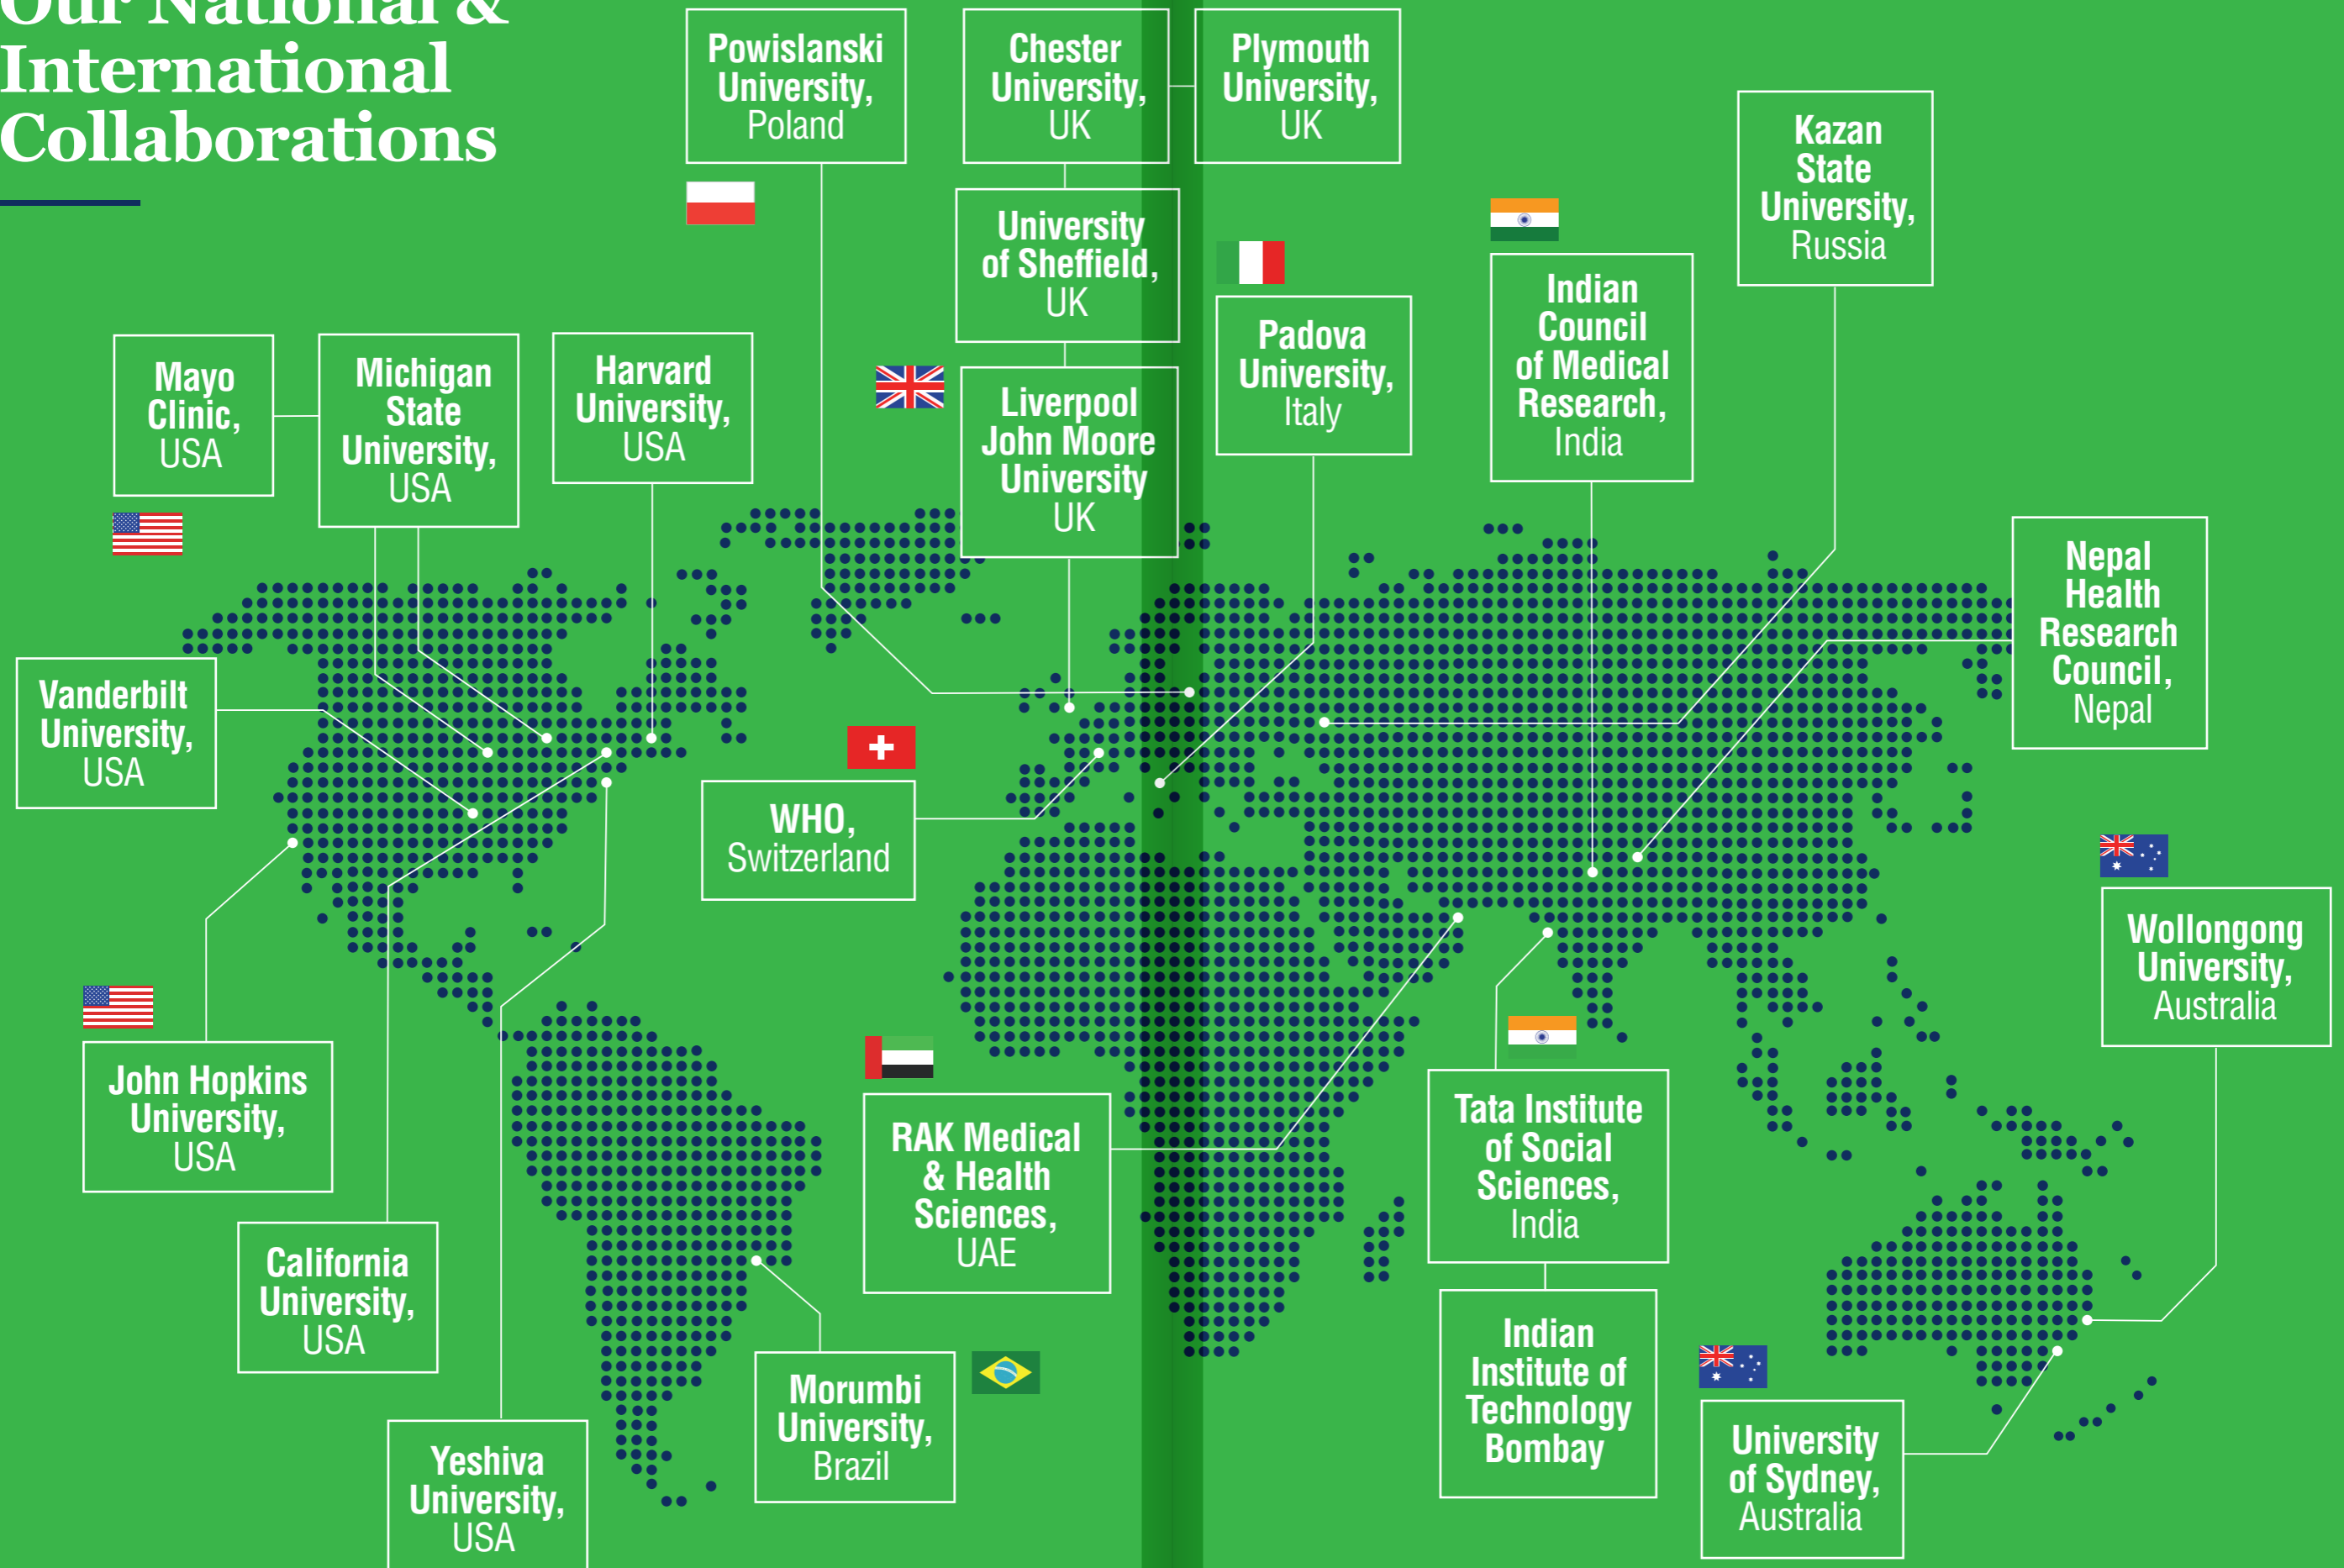 Our National &
International
Collaborations
Powislanski
University,
Poland
Chester
University,
UK
Plymouth
University,
UK
Kazan
State
University,
Russia
University
of Sheffield,
UK
Padova
University,
Italy
Indian
Council
of Medical
Research,
India
Mayo
Clinic,
USA
Michigan
State
University,
USA
Harvard
University,
USA
Liverpool
John Moore
University
UK
Nepal
Health
Research
Council,
Nepal
Vanderbilt
University,
USA
WHO,
Switzerland
Wollongong
University,
Australia
John Hopkins
University,
USA
RAK Medical
& Health
Sciences,
UAE
Tata Institute
of Social
Sciences,
India
California
University,
USA
Indian
Institute of
Technology
Bombay
Morumbi
University,
Brazil
University
of Sydney,
Australia
Yeshiva
University,
USA